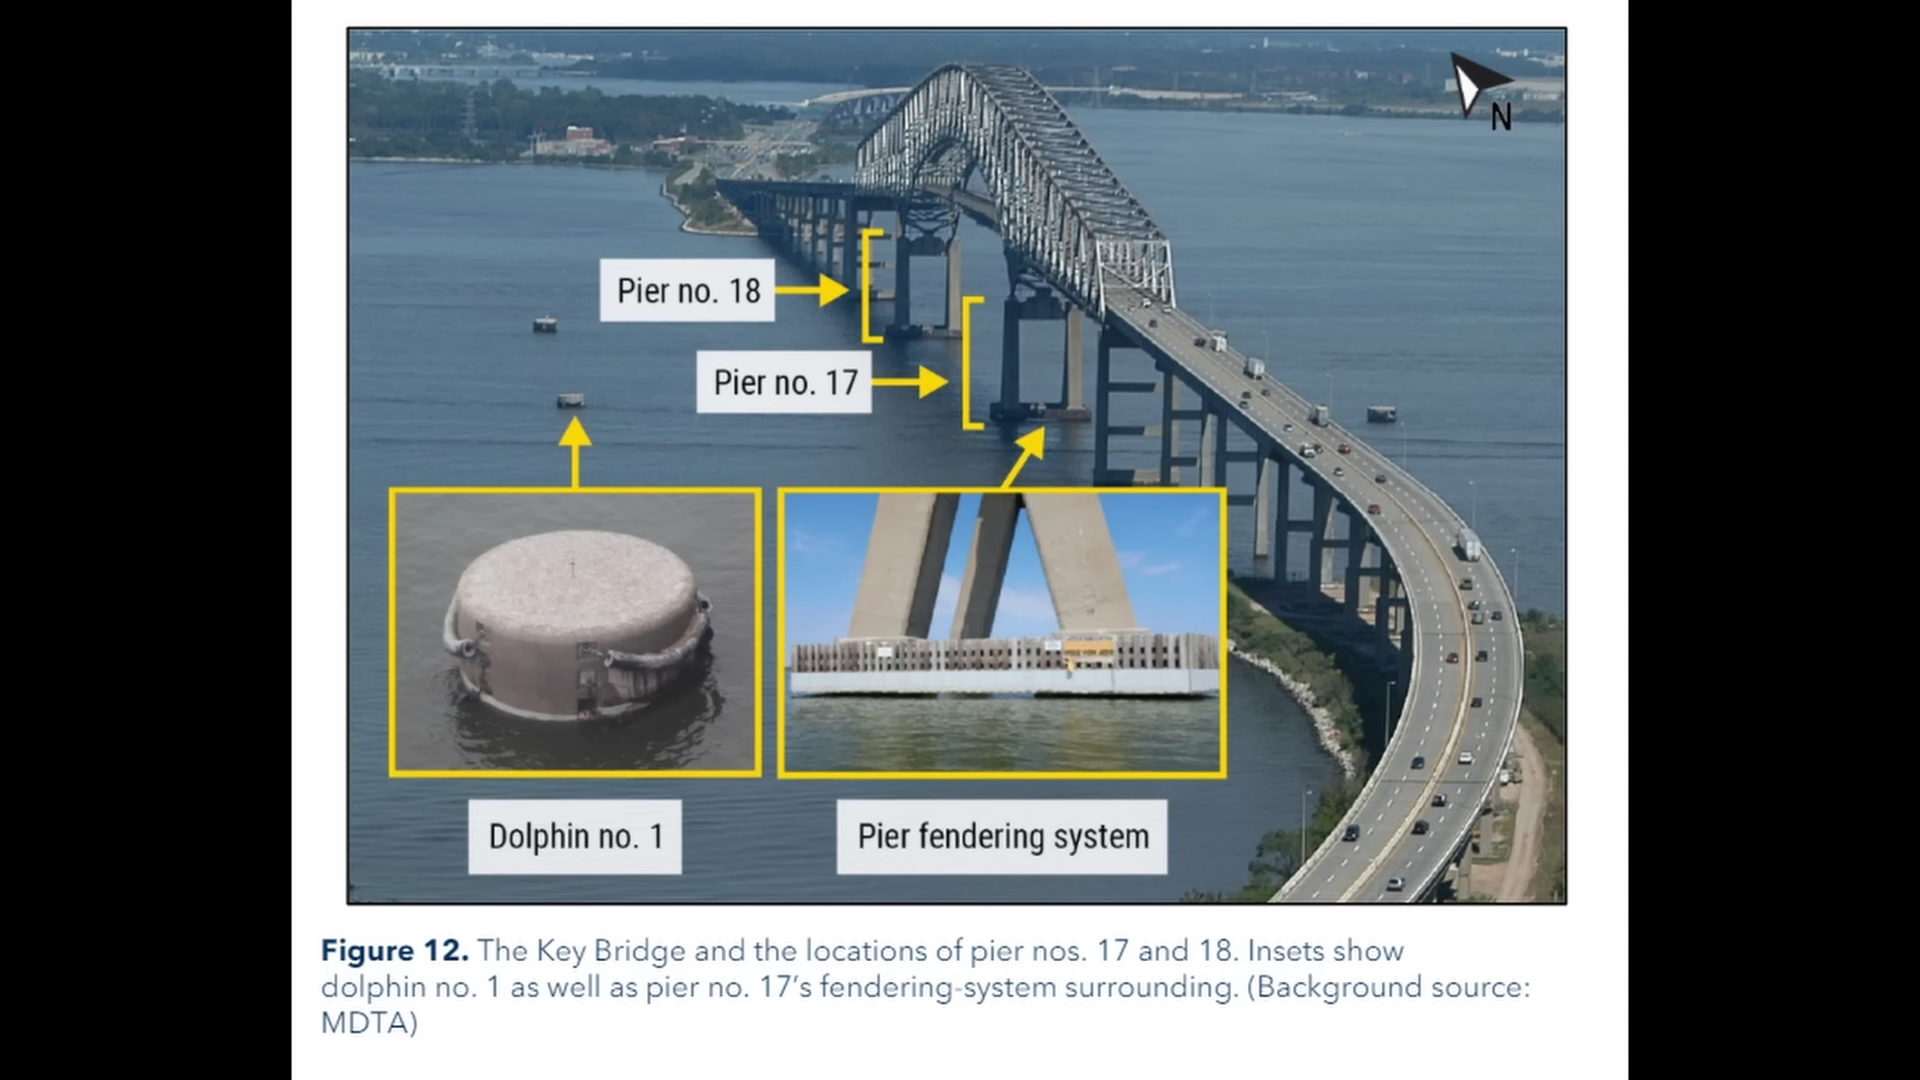 N
Pier no. 18
Pier no. 17
Dolphin no. 1
Pier fendering system
Figure 12. The Key Bridge and the locations of pier nos. 17 and 18. Insets show
dolphin no. 1 as well as pier no. 17’s fendering-system surrounding. (Background source:
MDTA)